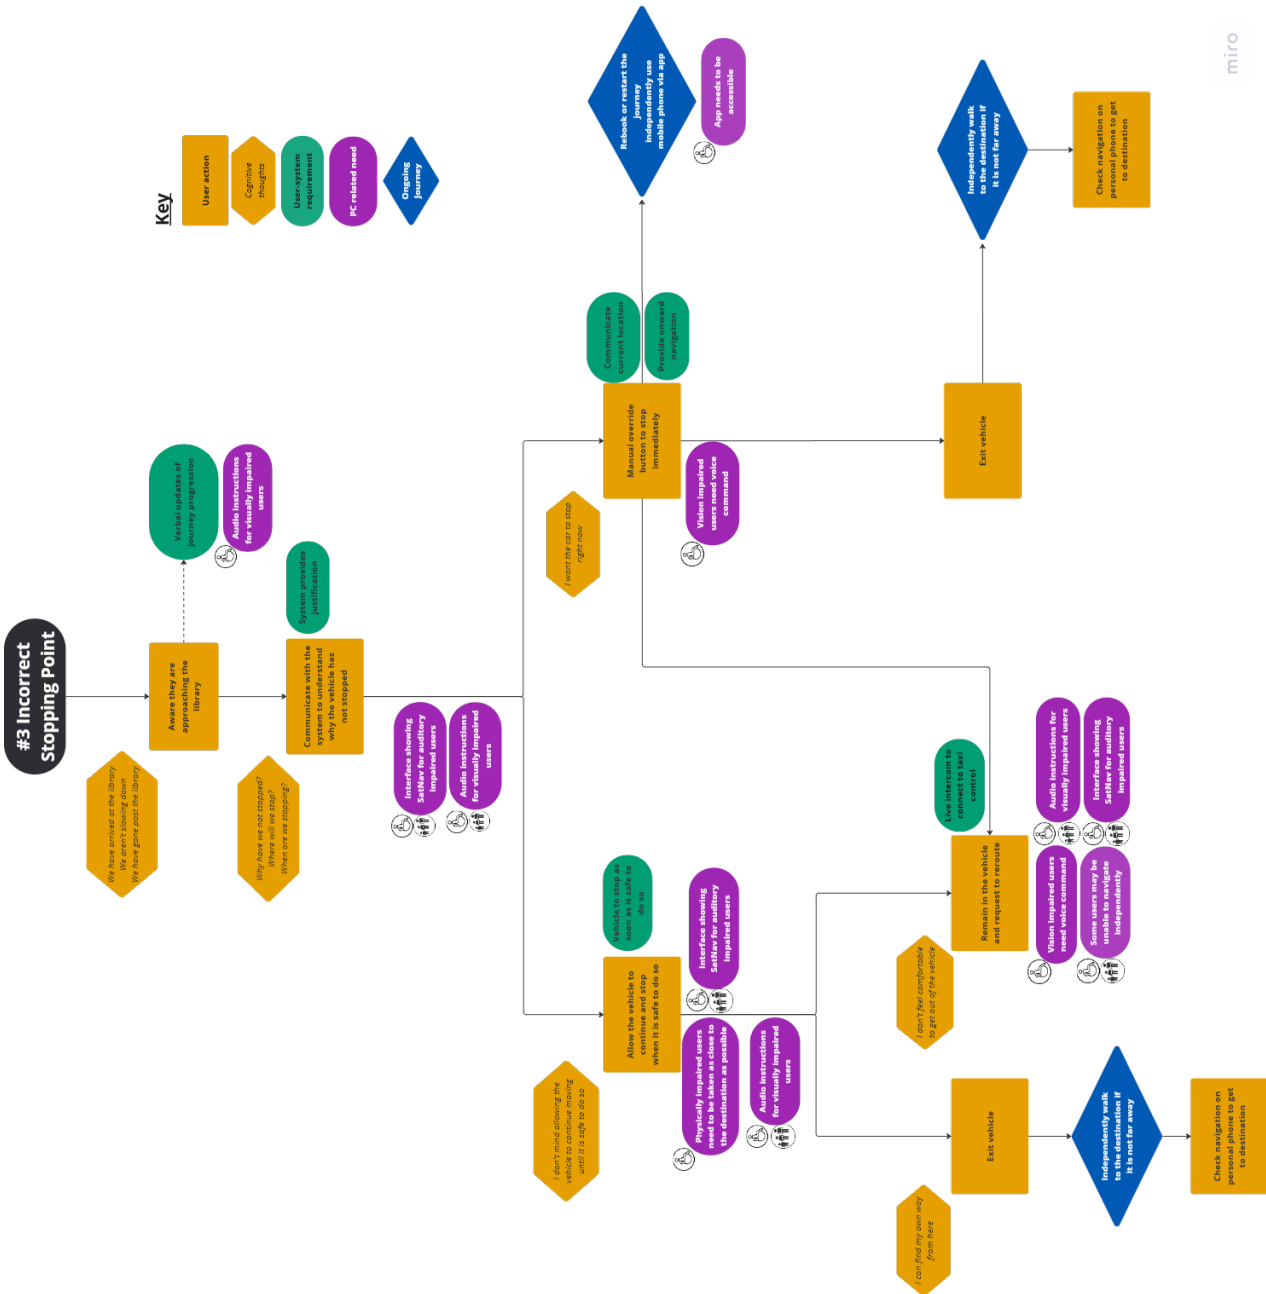 #3 Incorrect
Stopping Point
Key
User action
Cognitive
thoughts
User-system
requirement
PC related need
Ongoing
journey
We have arrived at the library
We aren't slowing down
We have gone past the library
Aware they are
approaching the
library
Verbal updates of
journey progression
Audio instructions
for visually impaired
users
Why have we not stopped?
Where will we stop?
When are we stopping?
Communicate with the
system to understand
why the vehicle has
not stopped
System provides
justification
Interface showing
SatNav for auditory
impaired users
Audio instructions
for visually impaired
users
I don't mind allowing the
vehicle to continue moving
until it is safe to do so
Allow the vehicle to
continue and stop
when it is safe to do so
Vehicle to stop as
soon as is safe to
do so
Physically impaired users
need to be taken as close to
the destination as possible
Interface showing
SatNav for auditory
impaired users
Audio instructions
for visually impaired
users
I want the car to stop
right now
Manual override
button to stop
immediately
Communicate
current location
Provide onward
navigation
Vision impaired
users need voice
command
Rebook or restart the
journey
independently use
mobile phone via app
App needs to be
accessible
I can find my own way
from here
Exit vehicle
Independently walk
to the destination if
it is not far away
Check navigation on
personal phone to get
to destination
I don't feel comfortable
to get out of the vehicle
Remain in the vehicle
and request to reroute
Live intercom to
connect to taxi
control
Vision impaired users
need voice command
Audio instructions for
visually impaired users
Some users may be
unable to navigate
independently
Interface showing
SatNav for auditory
impaired users
Exit vehicle
Independently walk
to the destination if
it is not far away
Check navigation on
personal phone to get
to destination
miro